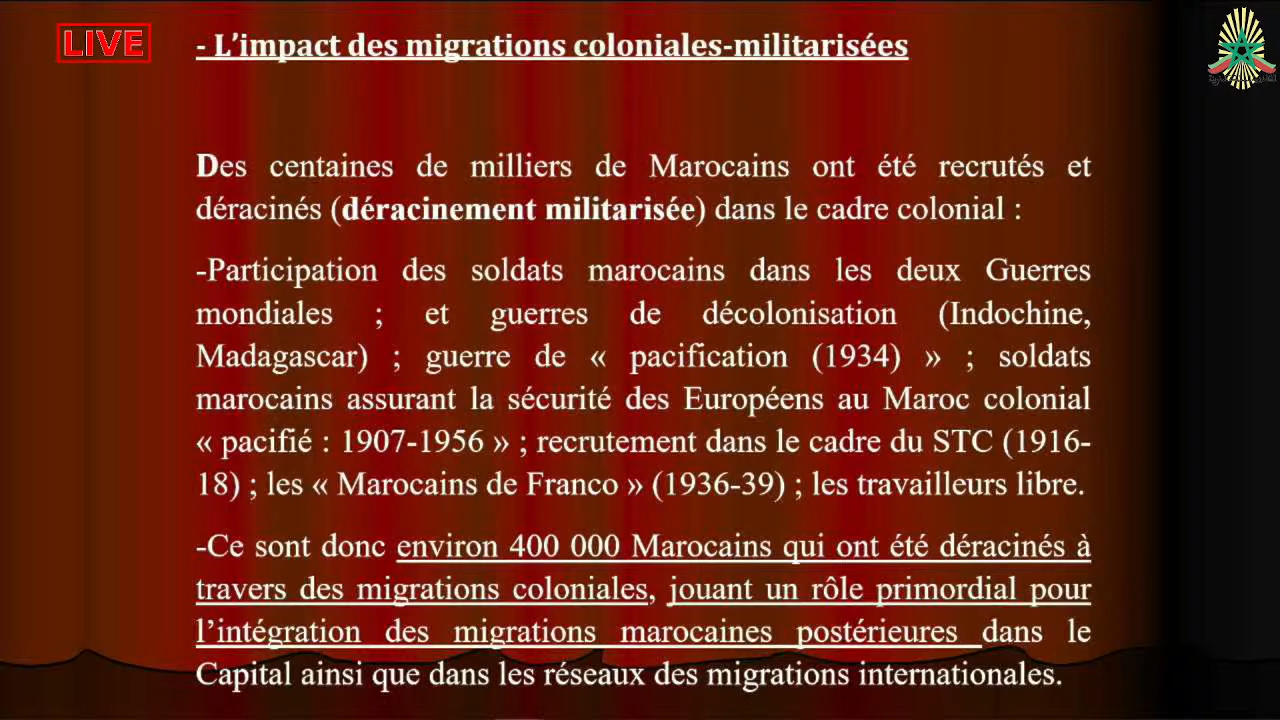 LIVE
- L’impact des migrations coloniales-militarisées
Des centaines de milliers de Marocains ont été recrutés et
déracinés (déracinement militarisée) dans le cadre colonial :
-Participation des soldats marocains dans les deux Guerres
mondiales ; et guerres de décolonisation (Indochine,
Madagascar) ; guerre de « pacification (1934) » ; soldats
marocains assurant la sécurité des Européens au Maroc colonial
« pacifié : 1907-1956 » ; recrutement dans le cadre du STC (1916-
18) ; les « Marocains de Franco » (1936-39) ; les travailleurs libre.
-Ce sont donc environ 400 000 Marocains qui ont été déracinés à
travers des migrations coloniales, jouant un rôle primordial pour
l’intégration des migrations marocaines postérieures dans le
Capital ainsi que dans les réseaux des migrations internationales.